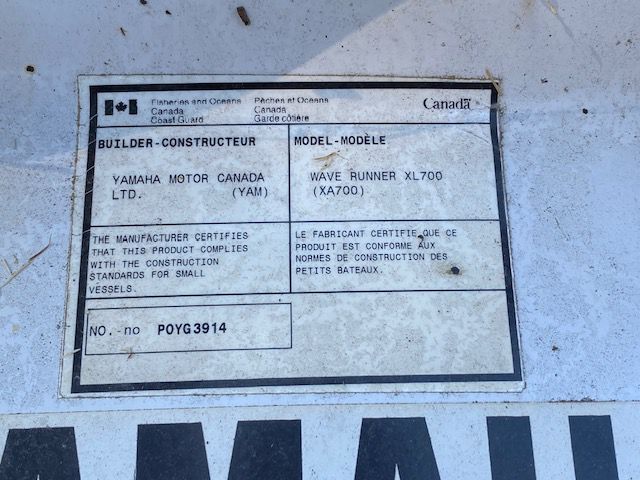 Fisheries and Oceans Canada Coast Guard
Pêches et Océans Canada Garde côtière
Canada
BUILDER-CONSTRUCTEUR
YAMAHA MOTOR CANADA
LTD. (YAM)
MODEL-MODÈLE
WAVE RUNNER XL700
(XA700)
THE MANUFACTURER CERTIFIES
THAT THIS PRODUCT COMPLIES
WITH THE CONSTRUCTION
STANDARDS FOR SMALL
VESSELS.
LE FABRICANT CERTIFIE QUE CE
PRODUIT EST CONFORME AUX
NORMES DE CONSTRUCTION DES
PETITS BATEAUX.
NO.-no POYG3914